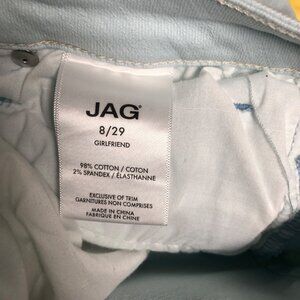 JAG
8/29
GIRLFRIEND
98% COTTON / COTON
2% SPANDEX / ÉLASTHANNE
EXCLUSIVE OF TRIM
GARNITURES NON COMPRISES
MADE IN CHINA
FABRIQUÉ EN CHINE